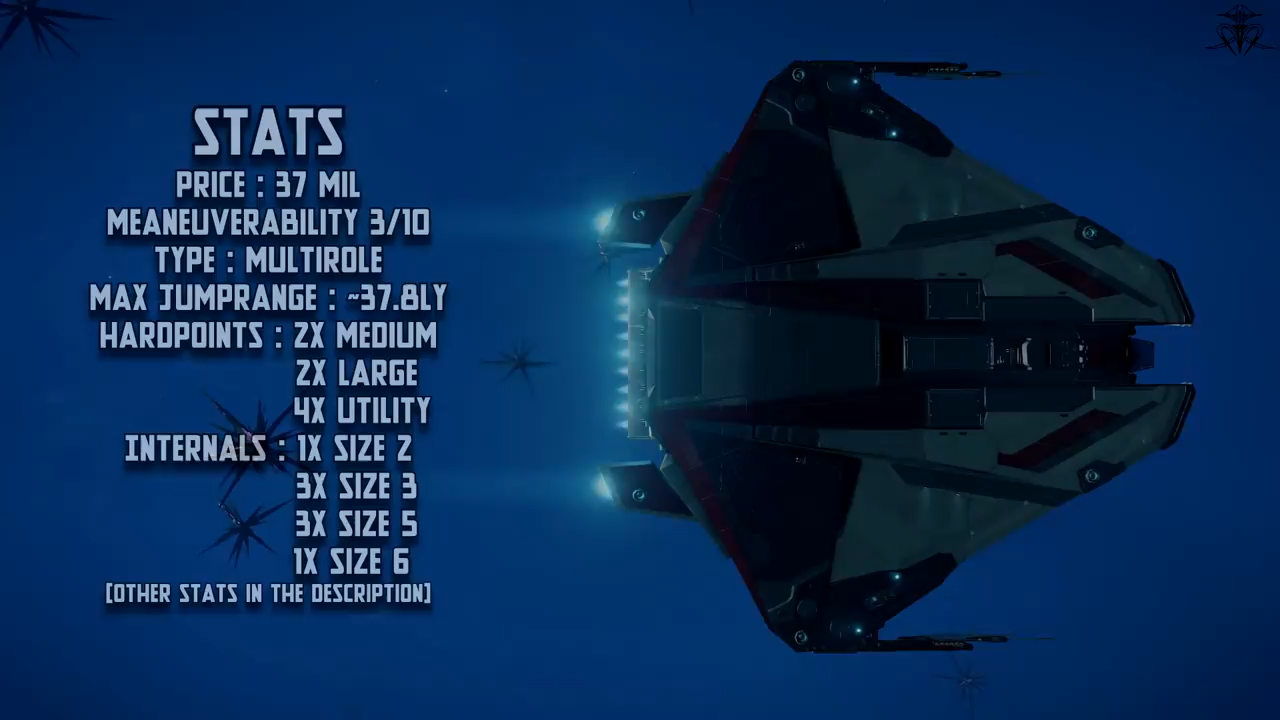 STATS
PRICE : 37 MIL
MEANEUVERABILITY 3/10
TYPE : MULTIROLE
MAX JUMPRANGE : ~37.8LY
HARDPOINTS : 2X MEDIUM
2X LARGE
4X UTILITY
INTERNALS : 1X SIZE 2
3X SIZE 3
3X SIZE 5
1X SIZE 6
[OTHER STATS IN THE DESCRIPTION]